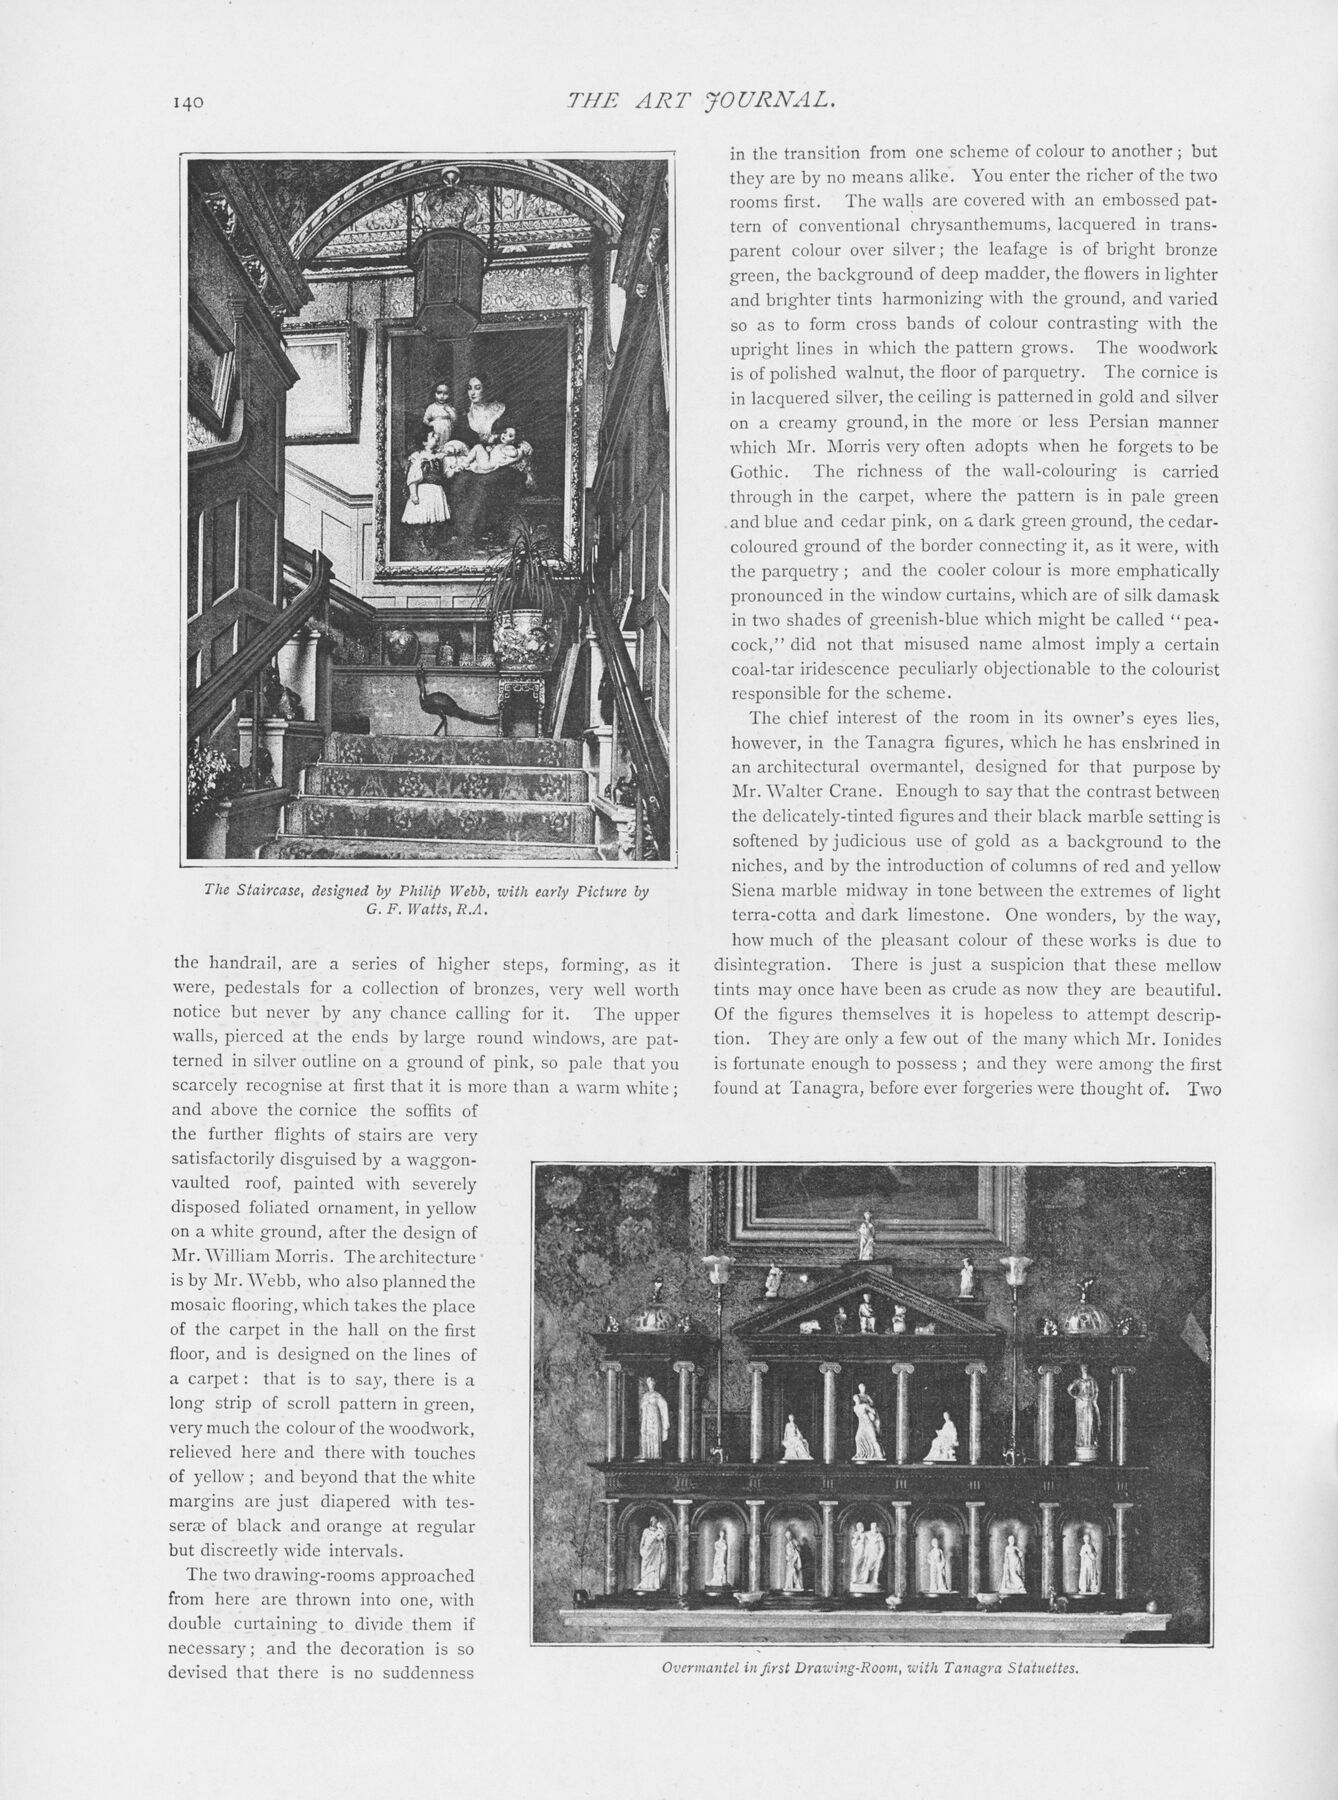 140
THE ART JOURNAL.
The Staircase, designed by Philip Webb, with early Picture by
G. F. Watts, R.A.
the handrail, are a series of higher steps, forming, as it
were, pedestals for a collection of bronzes, very well worth
notice but never by any chance calling for it. The upper
walls, pierced at the ends by large round windows, are pat-
terned in silver outline on a ground of pink, so pale that you
scarcely recognise at first that it is more than a warm white;
and above the cornice the soffits of
the further flights of stairs are very
satisfactorily disguised by a waggon-
vaulted roof, painted with severely
disposed foliated ornament, in yellow
on a white ground, after the design of
Mr. William Morris. The architecture
is by Mr. Webb, who also planned the
mosaic flooring, which takes the place
of the carpet in the hall on the first
floor, and is designed on the lines of
a carpet: that is to say, there is a
long strip of scroll pattern in green,
very much the colour of the woodwork,
relieved here and there with touches
of yellow; and beyond that the white
margins are just diapered with tes-
seræ of black and orange at regular
but discreetly wide intervals.
The two drawing-rooms approached
from here are thrown into one, with
double curtaining to divide them if
necessary; and the decoration is so
devised that there is no suddenness
in the transition from one scheme of colour to another; but
they are by no means alike. You enter the richer of the two
rooms first. The walls are covered with an embossed pat-
tern of conventional chrysanthemums, lacquered in trans-
parent colour over silver; the leafage is of bright bronze
green, the background of deep madder, the flowers in lighter
and brighter tints harmonizing with the ground, and varied
so as to form cross bands of colour contrasting with the
upright lines in which the pattern grows. The woodwork
is of polished walnut, the floor of parquetry. The cornice is
in lacquered silver, the ceiling is patterned in gold and silver
on a creamy ground, in the more or less Persian manner
which Mr. Morris very often adopts when he forgets to be
Gothic. The richness of the wall-colouring is carried
through in the carpet, where the pattern is in pale green
and blue and cedar pink, on a dark green ground, the cedar-
coloured ground of the border connecting it, as it were, with
the parquetry; and the cooler colour is more emphatically
pronounced in the window curtains, which are of silk damask
in two shades of greenish-blue which might be called "pea-
cock," did not that misused name almost imply a certain
coal-tar iridescence peculiarly objectionable to the colourist
responsible for the scheme.
The chief interest of the room in its owner's eyes lies,
however, in the Tanagra figures, which he has enshrined in
an architectural overmantel, designed for that purpose by
Mr. Walter Crane. Enough to say that the contrast between
the delicately-tinted figures and their black marble setting is
softened by judicious use of gold as a background to the
niches, and by the introduction of columns of red and yellow
Siena marble midway in tone between the extremes of light
terra-cotta and dark limestone. One wonders, by the way,
how much of the pleasant colour of these works is due to
disintegration. There is just a suspicion that these mellow
tints may once have been as crude as now they are beautiful.
Of the figures themselves it is hopeless to attempt descrip-
tion. They are only a few out of the many which Mr. Ionides
is fortunate enough to possess; and they were among the first
found at Tanagra, before ever forgeries were thought of. Two
Overmantel in first Drawing-Room, with Tanagra Statuettes.